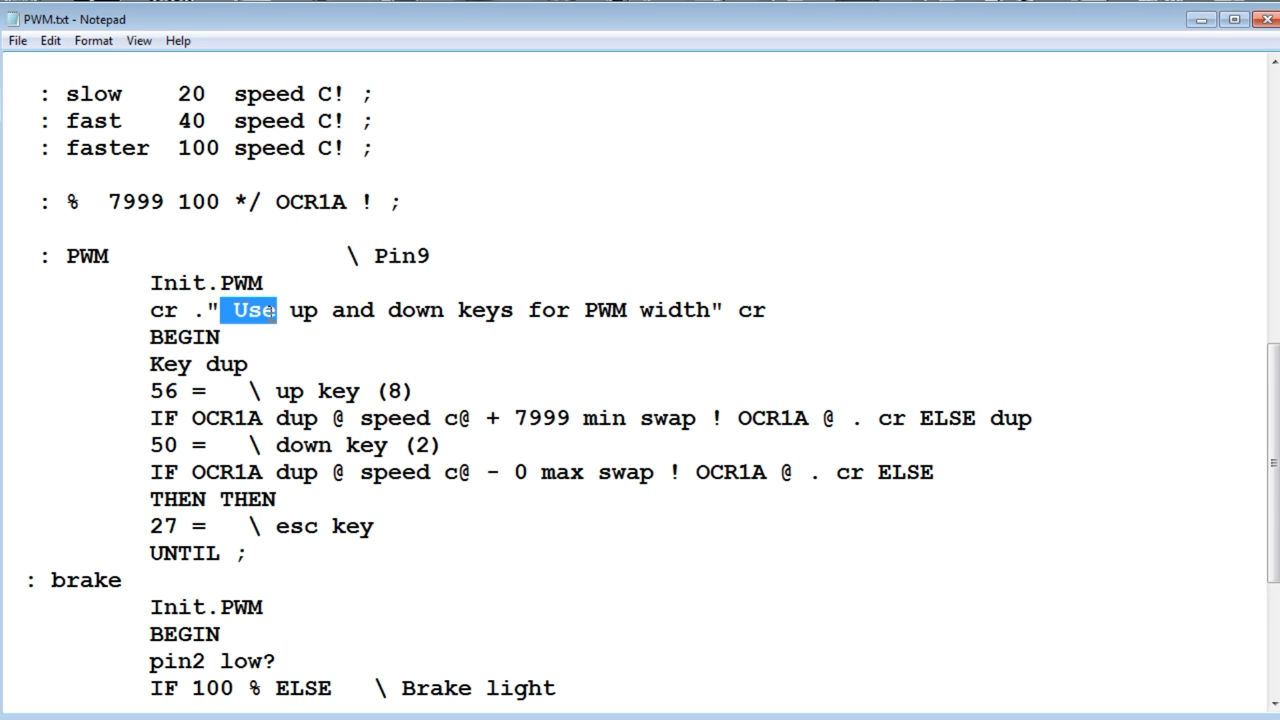 PWM.txt - Notepad
File Edit Format View Help
: slow 20 speed C! ;
: fast 40 speed C! ;
: faster 100 speed C! ;
: % 7999 100 */ OCR1A ! ;
: PWM \ Pin9
Init.PWM
cr ." Use up and down keys for PWM width" cr
BEGIN
Key dup
56 = \ up key (8)
IF OCR1A dup @ speed c@ + 7999 min swap ! OCR1A @ . cr ELSE dup
50 = \ down key (2)
IF OCR1A dup @ speed c@ - 0 max swap ! OCR1A @ . cr ELSE
THEN THEN
27 = \ esc key
UNTIL ;
: brake
Init.PWM
BEGIN
pin2 low?
IF 100 % ELSE \ Brake light